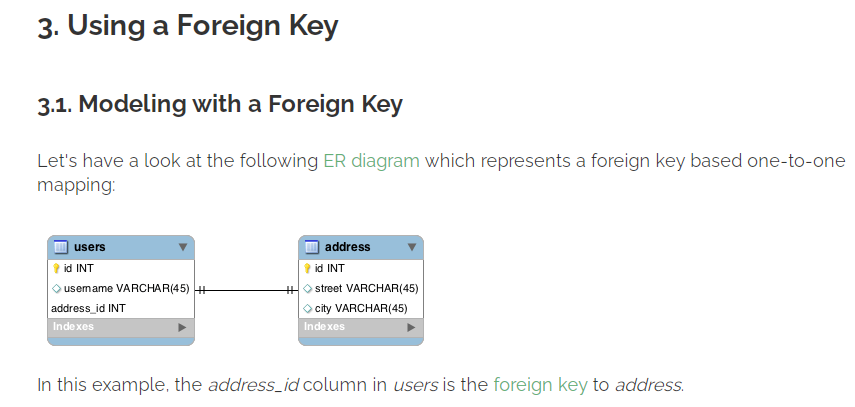 3. Using a Foreign Key
3.1. Modeling with a Foreign Key
Let's have a look at the following ER diagram which represents a foreign key based one-to-one
mapping:
users
id INT
username VARCHAR(45)
address_id INT
Indexes
address
id INT
street VARCHAR(45)
city VARCHAR(45)
Indexes
In this example, the address_id column in users is the foreign key to address.